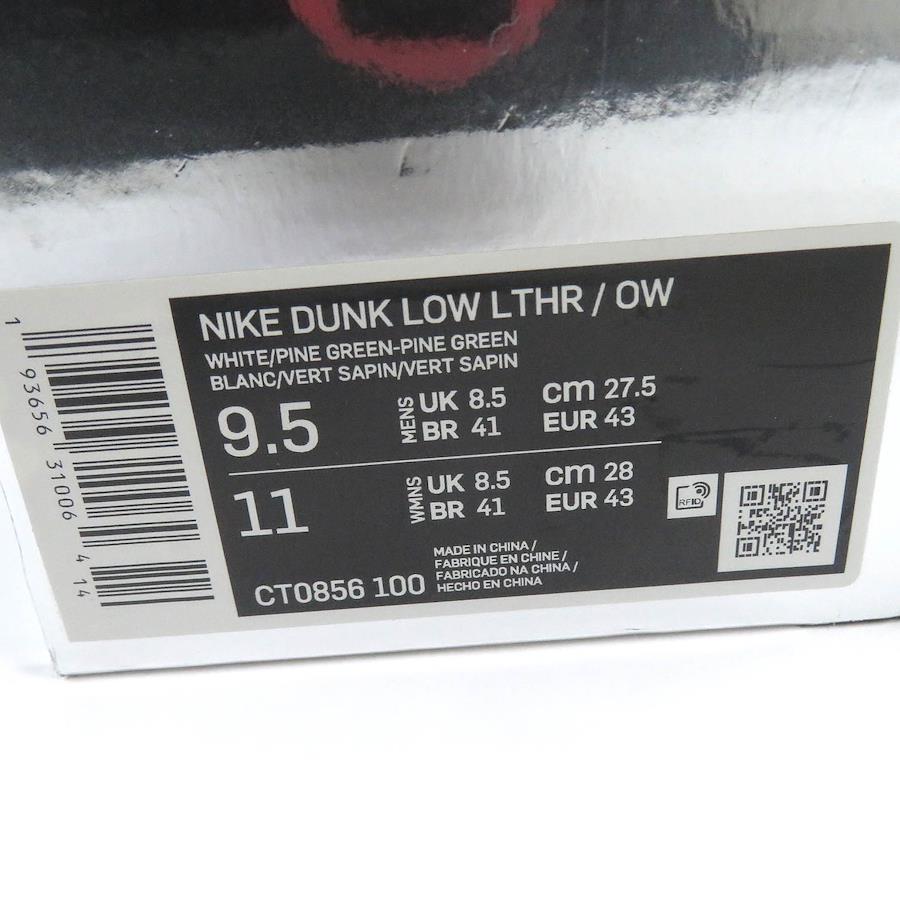 NIKE DUNK LOW LTHR / OW
WHITE/PINE GREEN-PINE GREEN
BLANC/VERT SAPIN/VERT SAPIN
9.5 MENS UK 8.5 cm 27.5
BR 41 EUR 43
11 WMNS UK 8.5 cm 28
BR 41 EUR 43
RFID
CT0856 100
MADE IN CHINA /
FABRIQUE EN CHINE /
FABRICADO NA CHINA /
HECHO EN CHINA
1 93656 31006 4 14